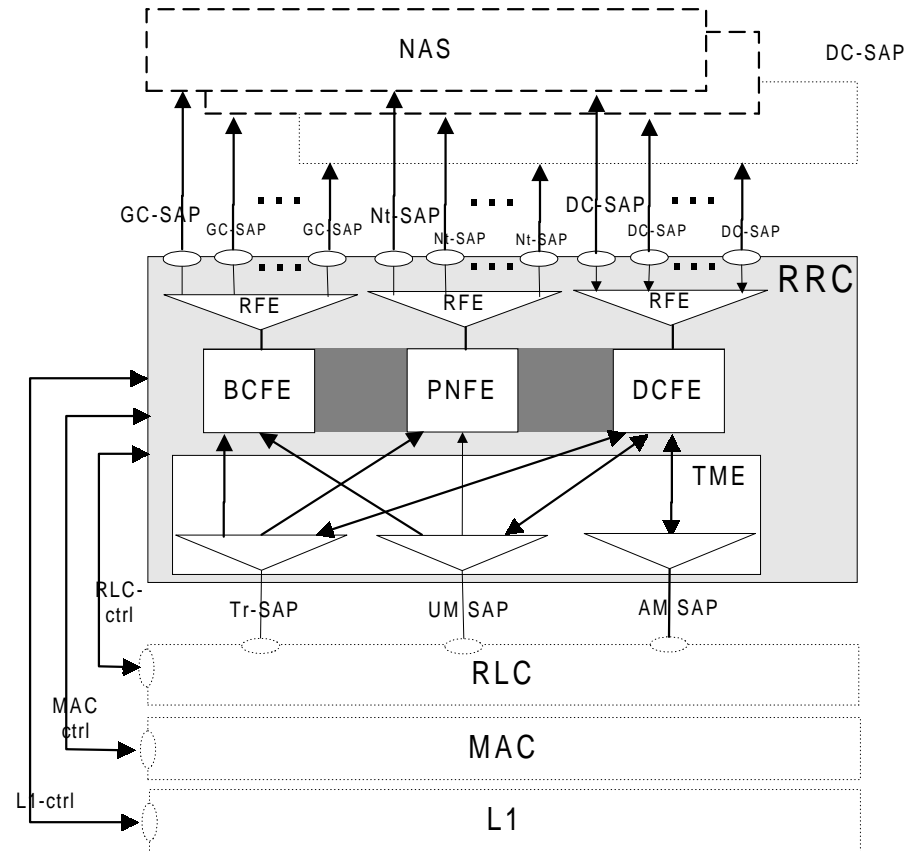 NAS
DC-SAP
GC-SAP
GC-SAP
GC-SAP
Nt-SAP
Nt-SAP
Nt-SAP
DC-SAP
DC-SAP
DC-SAP
RRC
RFE
RFE
RFE
BCFE
PNFE
DCFE
TME
RLC-
ctrl
Tr-SAP
UM SAP
AM SAP
RLC
MAC
ctrl
MAC
L1-ctrl
L1